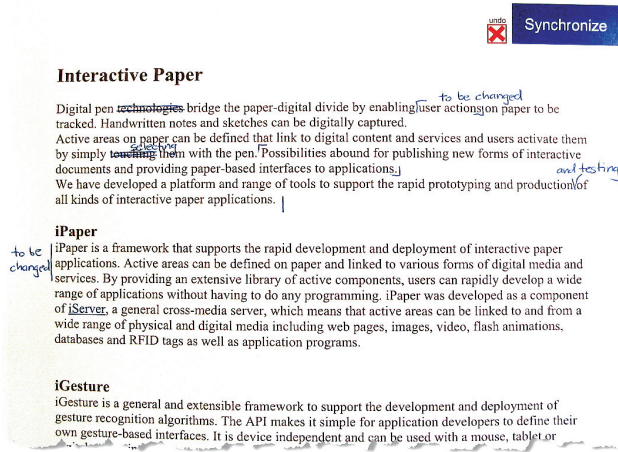 undo
Synchronize
Interactive Paper
to be changed
Digital pen technologies bridge the paper-digital divide by enabling user actions on paper to be
tracked. Handwritten notes and sketches can be digitally captured.
Active areas on paper can be defined that link to digital content and services and users activate them
selecting
by simply touching them with the pen. Possibilities abound for publishing new forms of interactive
documents and providing paper-based interfaces to applications.
and testing
We have developed a platform and range of tools to support the rapid prototyping and production of
all kinds of interactive paper applications.
iPaper
to be
changed
iPaper is a framework that supports the rapid development and deployment of interactive paper
applications. Active areas can be defined on paper and linked to various forms of digital media and
services. By providing an extensive library of active components, users can rapidly develop a wide
range of applications without having to do any programming. iPaper was developed as a component
of iServer, a general cross-media server, which means that active areas can be linked to and from a
wide range of physical and digital media including web pages, images, video, flash animations,
databases and RFID tags as well as application programs.
iGesture
iGesture is a general and extensible framework to support the development and deployment of
gesture recognition algorithms. The API makes it simple for application developers to define their
own gesture-based interfaces. It is device independent and can be used with a mouse, tablet or